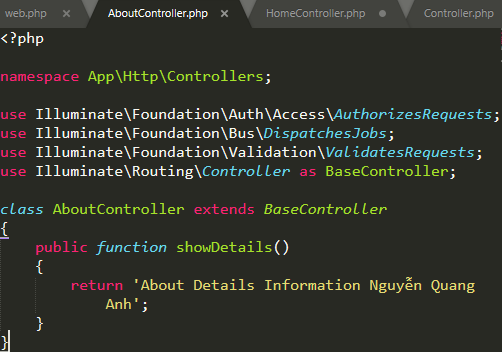 web.php × AboutController.php × HomeController.php • Controller.php
<?php
namespace App\Http\Controllers;
use Illuminate\Foundation\Auth\Access\AuthorizesRequests;
use Illuminate\Foundation\Bus\DispatchesJobs;
use Illuminate\Foundation\Validation\ValidatesRequests;
use Illuminate\Routing\Controller as BaseController;
class AboutController extends BaseController
{
public function showDetails()
{
return 'About Details Information Nguyễn Quang
Anh';
}
}